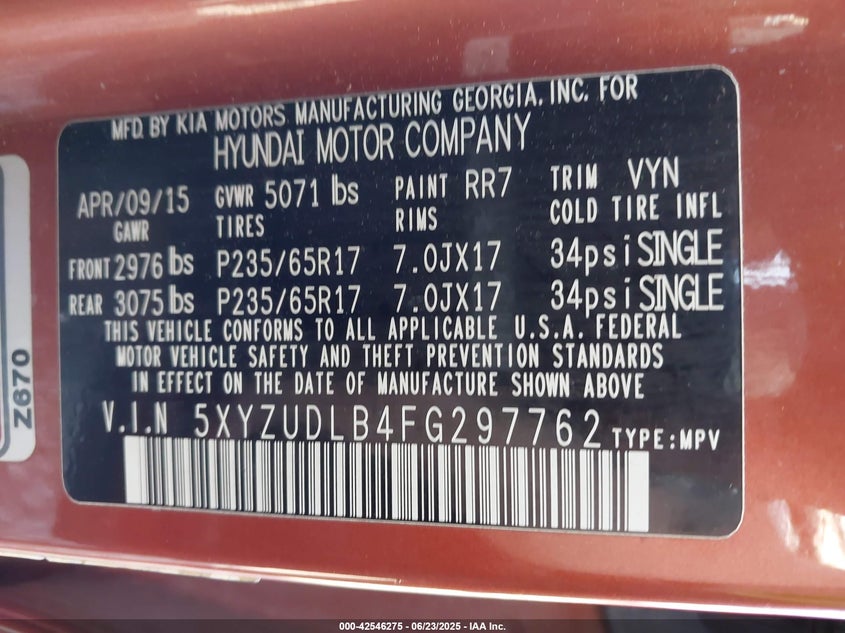 MFD. BY KIA MOTORS MANUFACTURING GEORGIA, INC. FOR
HYUNDAI MOTOR COMPANY
APR/09/15 GVWR 5071 lbs PAINT RR7 TRIM VYN
GAWR TIRES RIMS COLD TIRE INFL
FRONT 2976 lbs P235/65R17 7.0JX17 34psi SINGLE
REAR 3075 lbs P235/65R17 7.0JX17 34psi SINGLE
THIS VEHICLE CONFORMS TO ALL APPLICABLE U.S.A. FEDERAL
MOTOR VEHICLE SAFETY AND THEFT PREVENTION STANDARDS
IN EFFECT ON THE DATE OF MANUFACTURE SHOWN ABOVE
V.I.N 5XYZUDLB4FG297762 TYPE:MPV
Z670
000-42546275 - 06/23/2025 - IAA Inc.